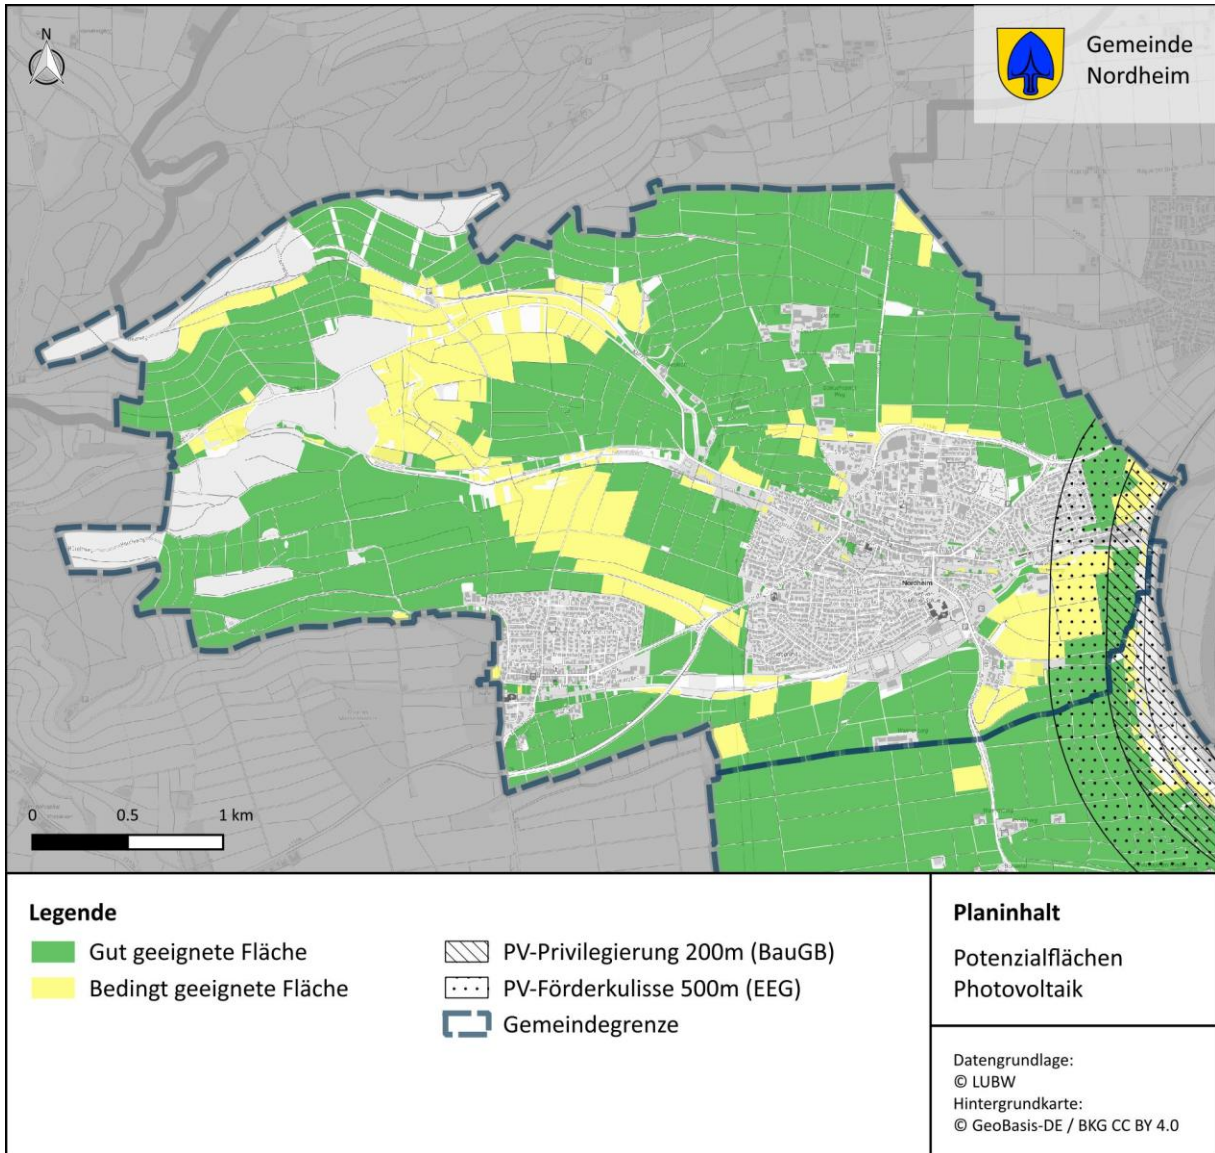 N
Gemeinde
Nordheim
Nordheim
0 0.5 1 km
Legende
Gut geeignete Fläche
Bedingt geeignete Fläche
PV-Privilegierung 200m (BauGB)
PV-Förderkulisse 500m (EEG)
Gemeindegrenze
Planinhalt
Potenzialflächen
Photovoltaik
Datengrundlage:
© LUBW
Hintergrundkarte:
© GeoBasis-DE / BKG CC BY 4.0